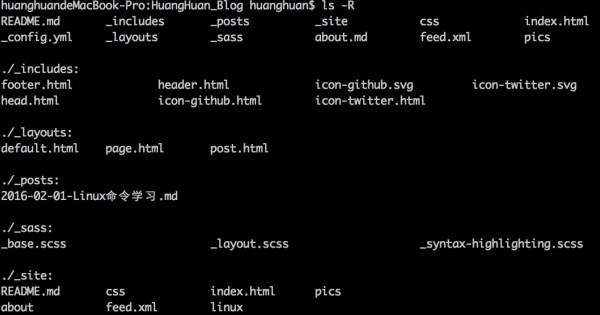 huanghuandeMacBook-Pro:HuangHuan_Blog huanghuan$ ls -R
README.md _includes _posts _site css index.html
_config.yml _layouts _sass about.md feed.xml pics
./_includes:
footer.html header.html icon-github.svg icon-twitter.svg
head.html icon-github.html icon-twitter.html
./_layouts:
default.html page.html post.html
./_posts:
2016-02-01-Linux命令学习.md
./_sass:
_base.scss _layout.scss _syntax-highlighting.scss
./_site:
README.md css index.html pics
about feed.xml linux